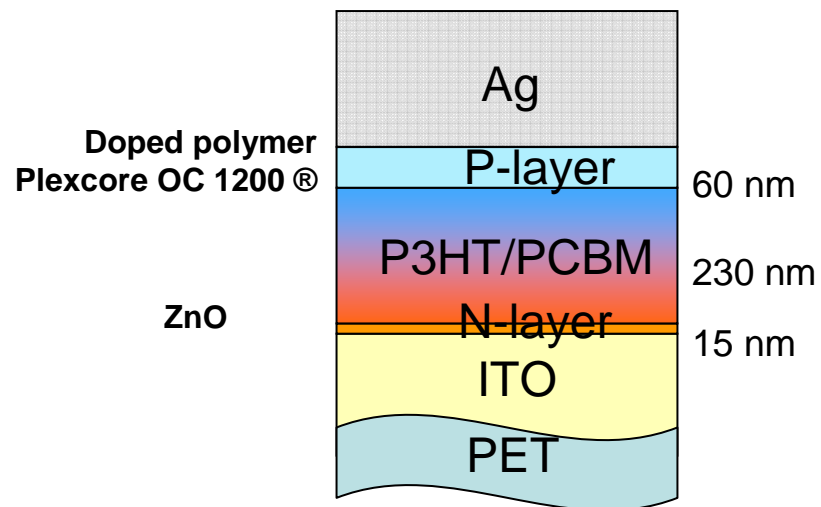 Ag
Doped polymer
Plexcore OC 1200 ®
P-layer
60 nm
P3HT/PCBM
230 nm
ZnO
N-layer
15 nm
ITO
PET